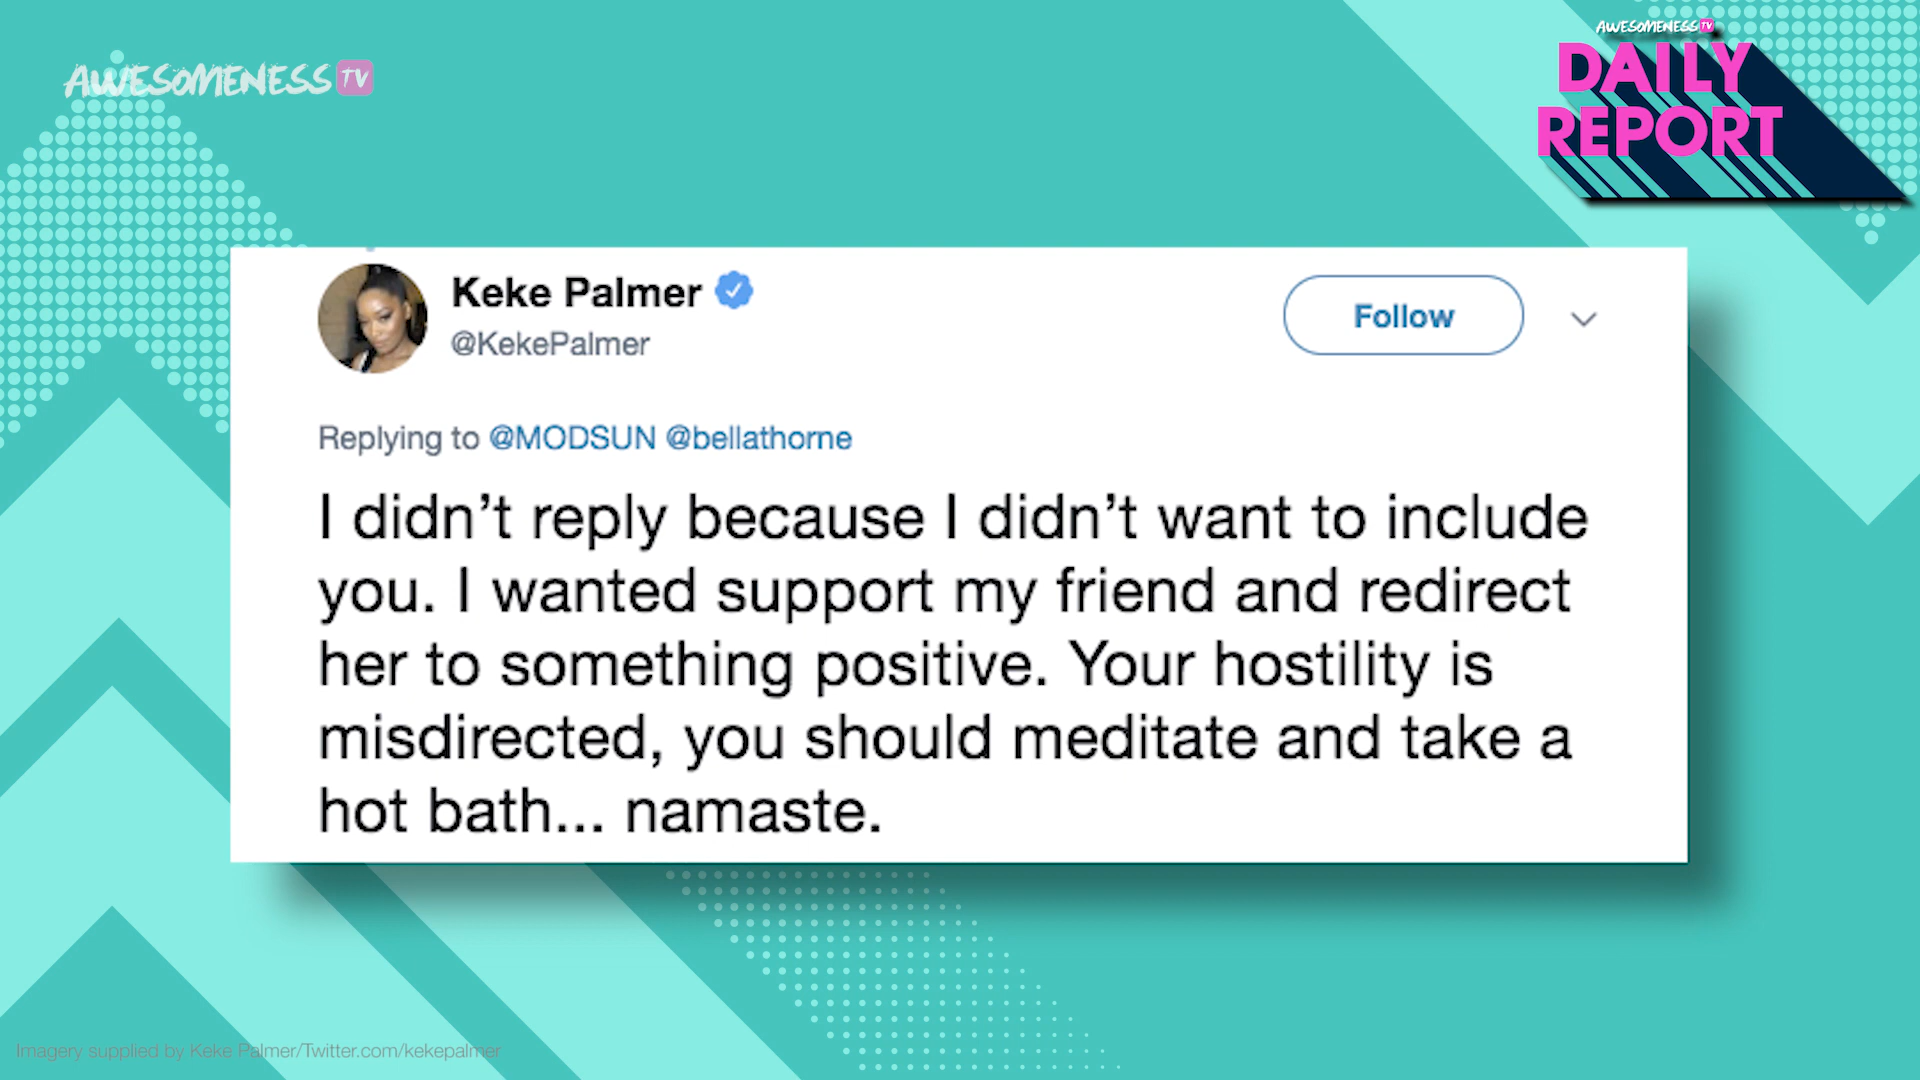 AWESOMENESS TV
AWESOMENESS TV
DAILY
REPORT
Keke Palmer
@KekePalmer
Follow
Replying to @MODSUN @bellathorne
I didn’t reply because I didn’t want to include
you. I wanted support my friend and redirect
her to something positive. Your hostility is
misdirected, you should meditate and take a
hot bath... namaste.
Imagery supplied by Keke Palmer/Twitter.com/kekepalmer